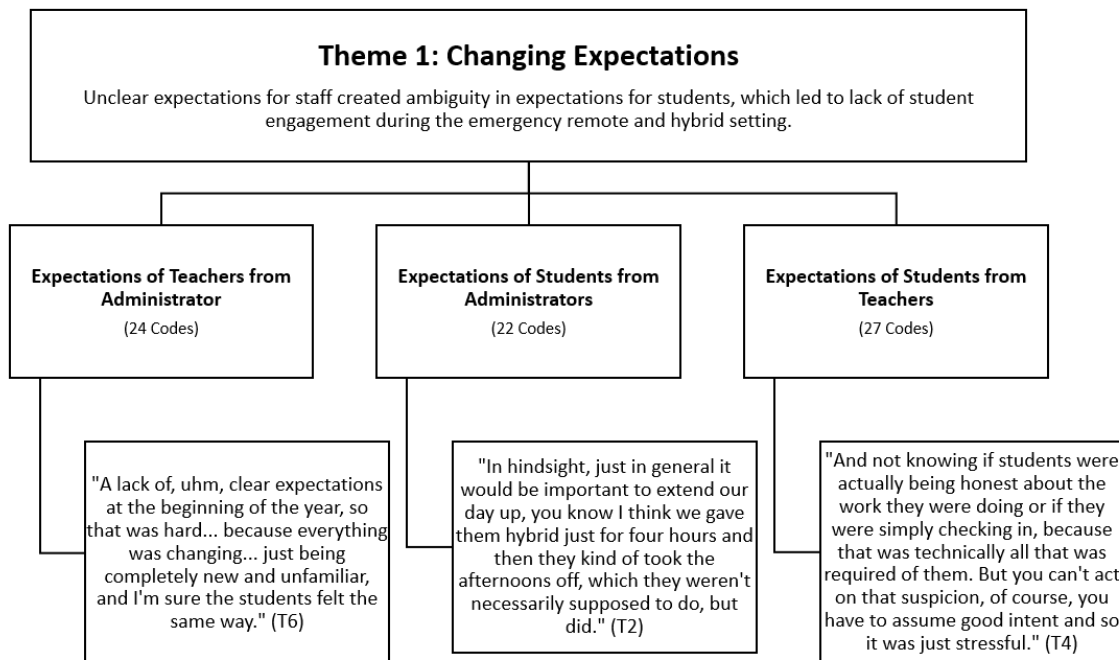 Theme 1: Changing Expectations
Unclear expectations for staff created ambiguity in expectations for students, which led to lack of student
engagement during the emergency remote and hybrid setting.
Expectations of Teachers from
Administrator
(24 Codes)
Expectations of Students from
Administrators
(22 Codes)
Expectations of Students from
Teachers
(27 Codes)
"A lack of, uhm, clear expectations
at the beginning of the year, so
that was hard... because everything
was changing... just being
completely new and unfamiliar,
and I'm sure the students felt the
same way." (T6)
"In hindsight, just in general it
would be important to extend our
day up, you know I think we gave
them hybrid just for four hours and
then they kind of took the
afternoons off, which they weren't
necessarily supposed to do, but
did." (T2)
"And not knowing if students were
actually being honest about the
work they were doing or if they
were simply checking in, because
that was technically all that was
required of them. But you can't act
on that suspicion, of course, you
have to assume good intent and so
it was just stressful." (T4)